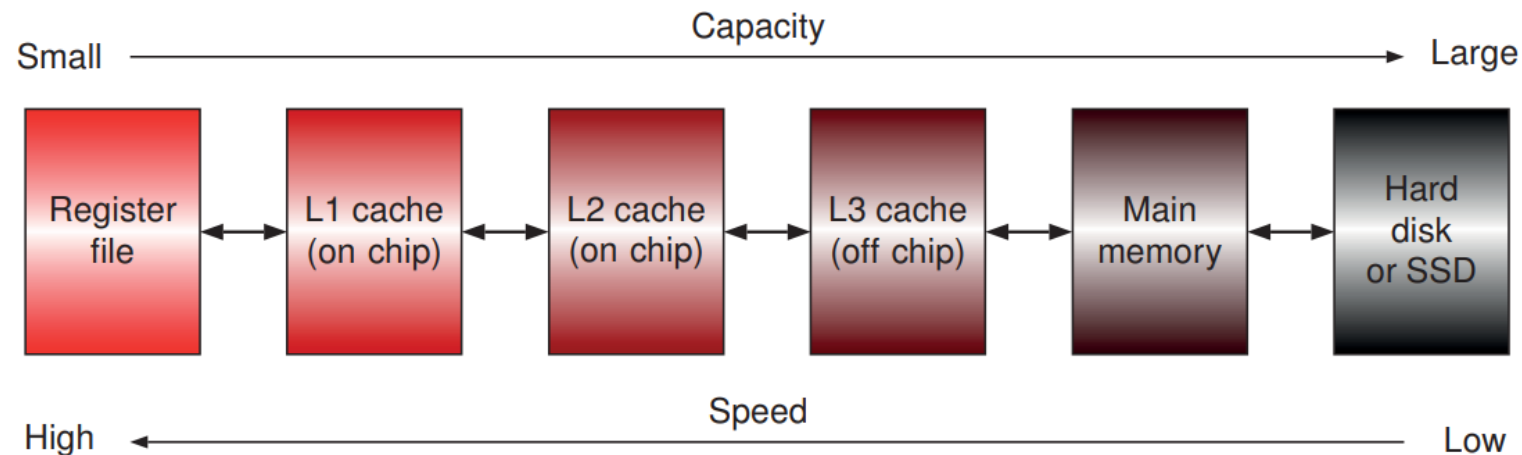 Capacity
Small
Large
Register
file
L1 cache
(on chip)
L2 cache
(on chip)
L3 cache
(off chip)
Main
memory
Hard
disk
or SSD
Speed
High
Low